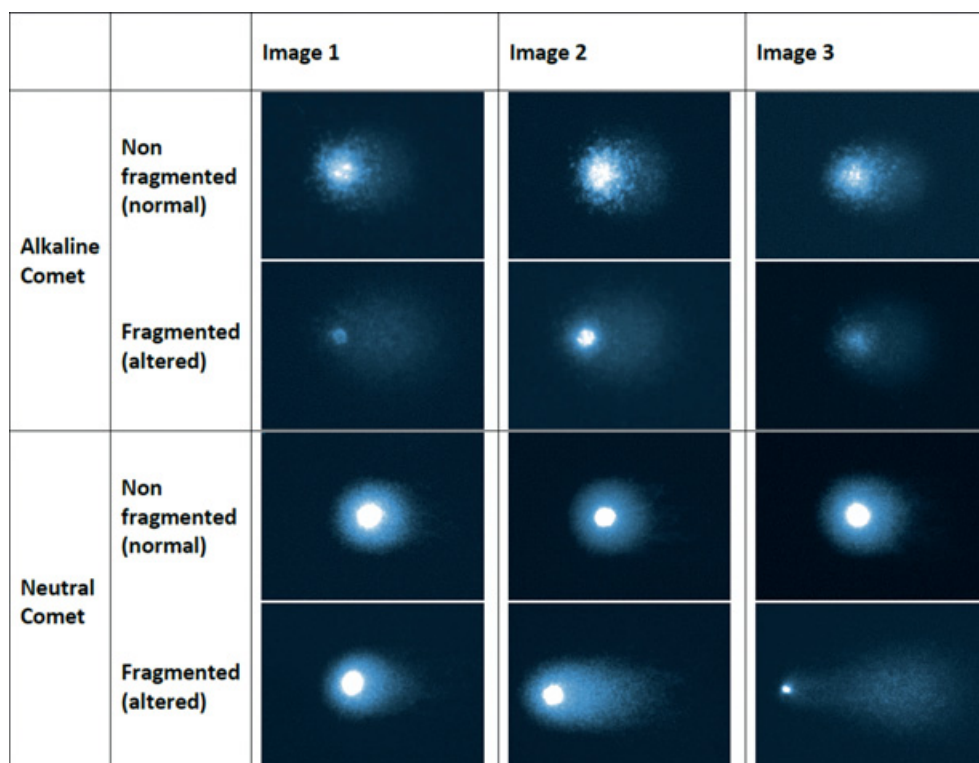 Image 1
Image 2
Image 3
Alkaline
Comet
Non
fragmented
(normal)
Fragmented
(altered)
Neutral
Comet
Non
fragmented
(normal)
Fragmented
(altered)